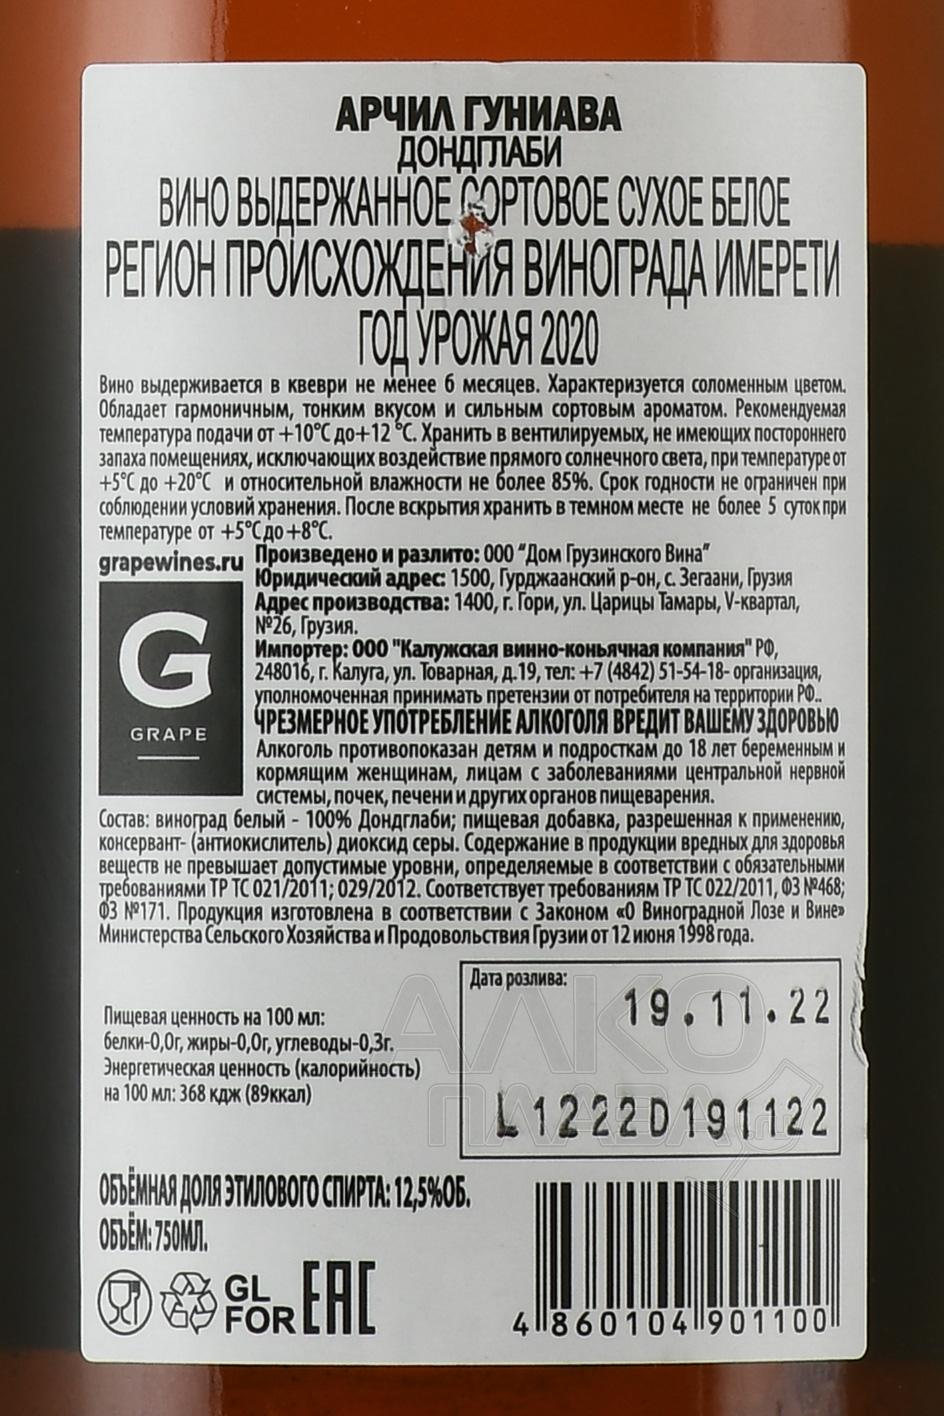 АРЧИЛ ГУНИАВА
ДОНДГЛАБИ
ВИНО ВЫДЕРЖАННОЕ СОРТОВОЕ СУХОЕ БЕЛОЕ
РЕГИОН ПРОИСХОЖДЕНИЯ ВИНОГРАДА ИМЕРЕТИ
ГОД УРОЖАЯ 2020
Вино выдерживается в квеври не менее 6 месяцев. Характеризуется соломенным цветом.
Обладает гармоничным, тонким вкусом и сильным сортовым ароматом. Рекомендуемая
температура подачи от +10°С до+12 °С. Хранить в вентилируемых, не имеющих постороннего
запаха помещениях, исключающих воздействие прямого солнечного света, при температуре от
+5°С до +20°С и относительной влажности не более 85%. Срок годности не ограничен при
соблюдении условий хранения. После вскрытия хранить в темном месте не более 5 суток при
температуре от +5°С до +8°С.
grapewines.ru
Произведено и разлито: ООО "Дом Грузинского Вина"
Юридический адрес: 1500, Гурджаанский р-он, с. Зегаани, Грузия
Адрес производства: 1400, г. Гори, ул. Царицы Тамары, V-квартал,
№26, Грузия.
Импортер: ООО "Калужская винно-коньячная компания" РФ,
248016, г. Калуга, ул. Товарная, д.19, тел: +7 (4842) 51-54-18- организация,
уполномоченная принимать претензии от потребителя на территории РФ..
G
GRAPE
ЧРЕЗМЕРНОЕ УПОТРЕБЛЕНИЕ АЛКОГОЛЯ ВРЕДИТ ВАШЕМУ ЗДОРОВЬЮ
Алкоголь противопоказан детям и подросткам до 18 лет беременным и
кормящим женщинам, лицам с заболеваниями центральной нервной
системы, почек, печени и других органов пищеварения.
Состав: виноград белый - 100% Дондглаби; пищевая добавка, разрешенная к применению,
консервант- (антиокислитель) диоксид серы. Содержание в продукции вредных для здоровья
веществ не превышает допустимые уровни, определяемые в соответствии с обязательными
требованиями ТР ТС 021/2011; 029/2012. Соответствует требованиям ТР ТС 022/2011, ФЗ №468;
ФЗ №171. Продукция изготовлена в соответствии с Законом «О Виноградной Лозе и Вине»
Министерства Сельского Хозяйства и Продовольствия Грузии от 12 июня 1998 года.
Дата розлива:
19.11.22
L1222D191122
Пищевая ценность на 100 мл:
белки-0,0г, жиры-0,0г, углеводы-0,3г.
Энергетическая ценность (калорийность)
на 100 мл: 368 кдж (89ккал)
АЛКО
ПЛАЗА
ОБЪЁМНАЯ ДОЛЯ ЭТИЛОВОГО СПИРТА: 12,5%ОБ.
ОБЪЁМ: 750МЛ.
GL
FOR
EAC
4 860104 901100